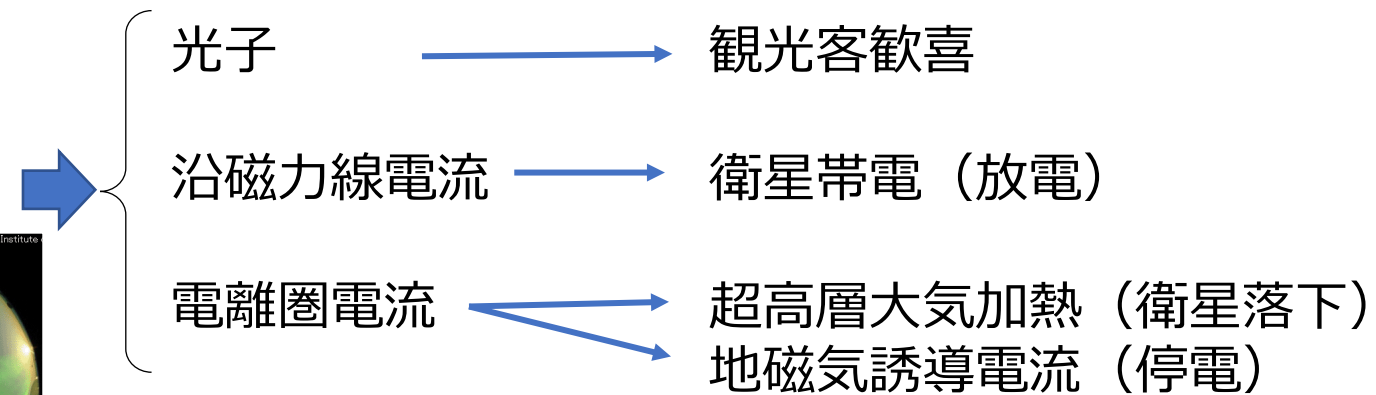 光子 観光客歓喜
沿磁力線電流 衛星帯電（放電）
Institute
電離圏電流 超高層大気加熱（衛星落下）
地磁気誘導電流（停電）